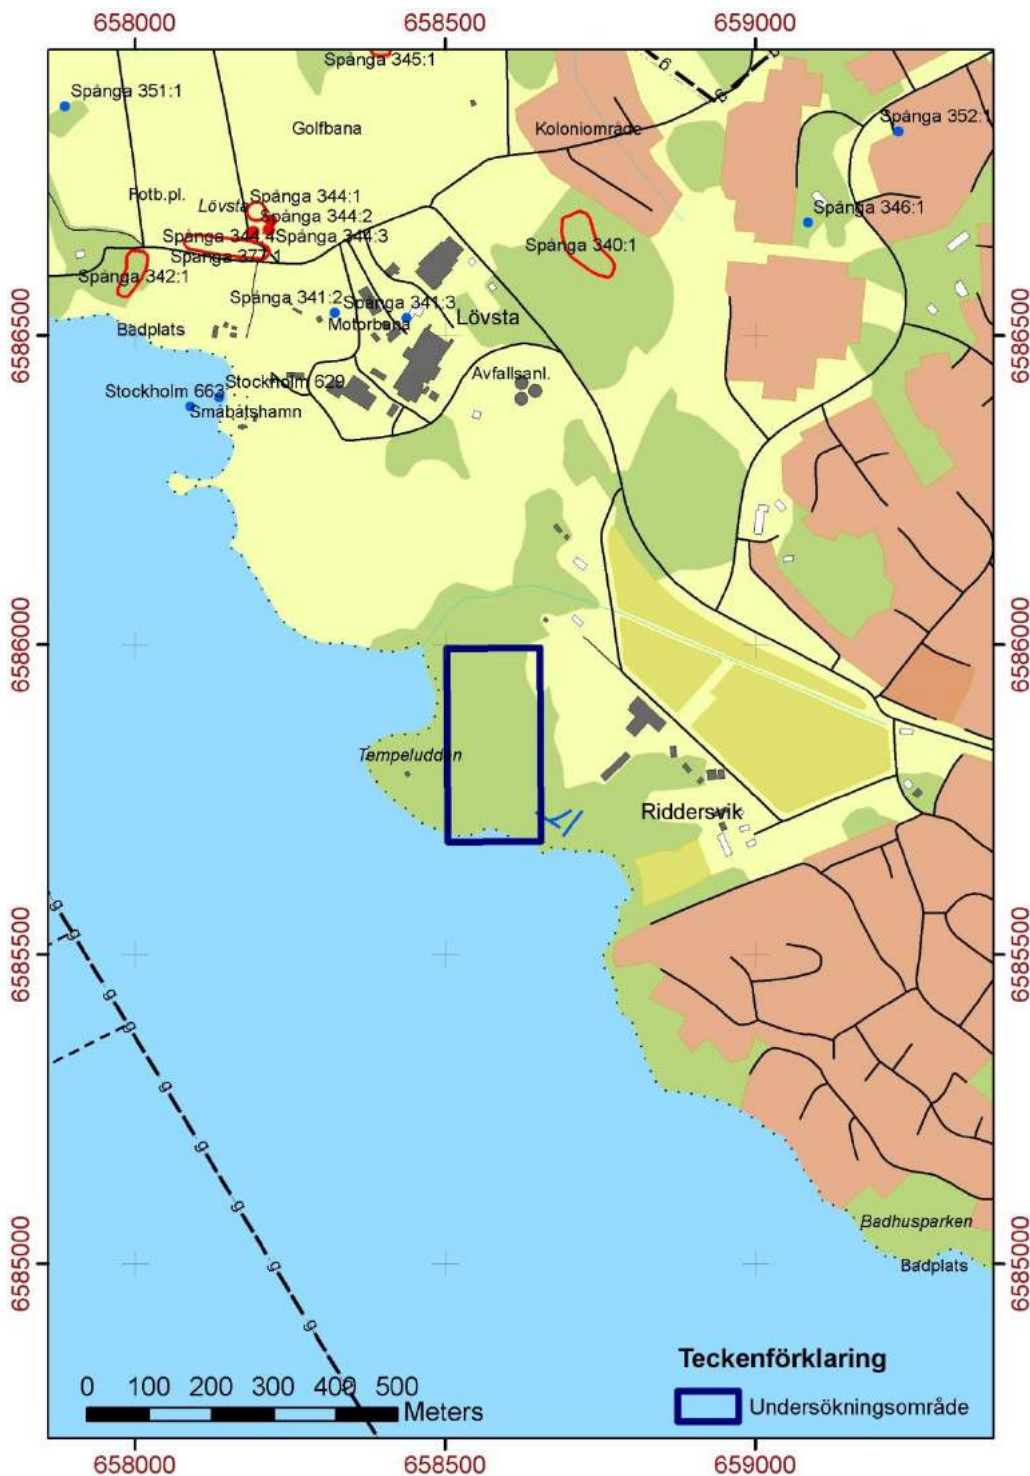 658000 658500 659000
Spånga 345:1
Spånga 351:1
Golfbana
Koloniområde
Spånga 352:1
Fotb.pl.
Spånga 344:1
Lövsta
Spånga 344:2
Spånga 346:1
Spånga 344:4
Spånga 344:3
Spånga 340:1
Spånga 377:1
Spånga 342:1
Spånga 341:2
Spånga 341:3
Badplats
Motorbana
Lövsta
6586500
6586500
Avfallsanl.
Stockholm 629
Stockholm 663
Småbåtshamn
6586000
6586000
Tempeludden
Riddersvik
6585500
6585500
Badhusparken
Badplats
6585000
6585000
Teckenförklaring
0 100 200 300 400 500
Meters
Undersökningsområde
658000 658500 659000